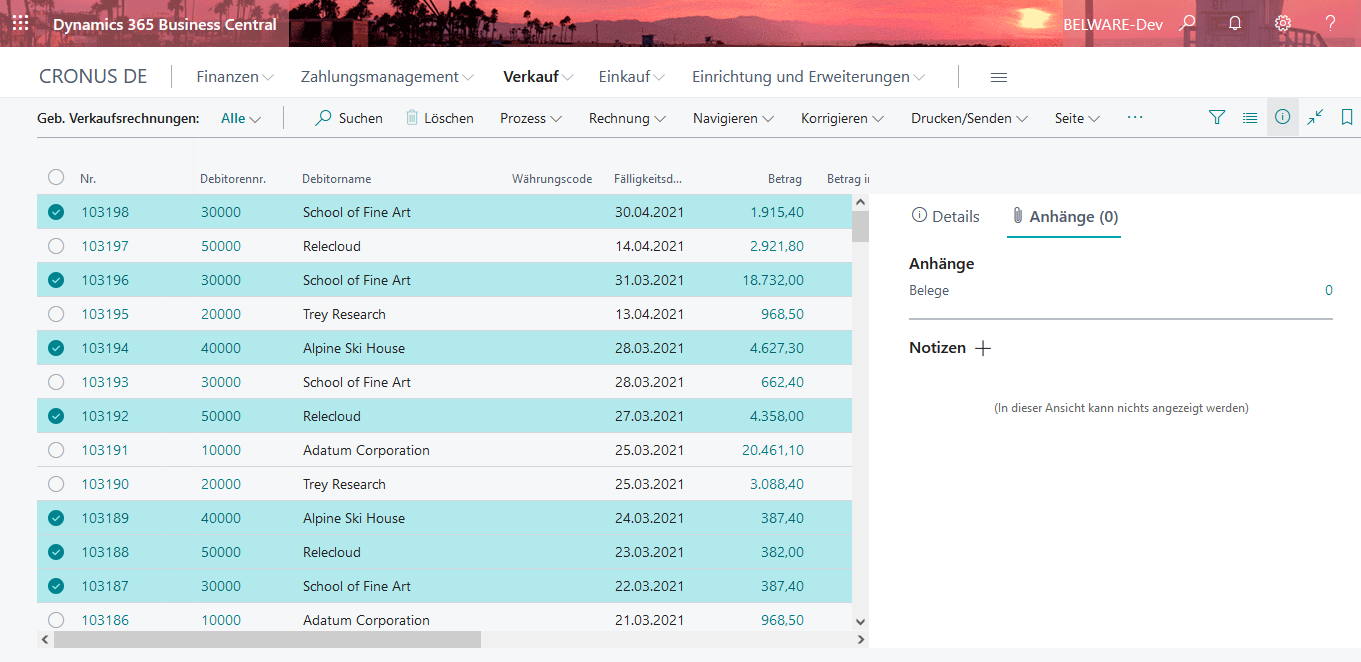 Dynamics 365 Business Central BELWARE-Dev ?
CRONUS DE Finanzen Zahlungsmanagement Verkauf Einkauf Einrichtung und Erweiterungen
Geb. Verkaufsrechnungen: Alle Suchen Löschen Prozess Rechnung Navigieren Korrigieren Drucken/Senden Seite ...
Nr. Debitorennr. Debitorname Währungscode Fälligkeitsd... Betrag Betrag in
103198 30000 School of Fine Art 30.04.2021 1.915,40
103197 50000 Relecloud 14.04.2021 2.921,80
103196 30000 School of Fine Art 31.03.2021 18.732,00
103195 20000 Trey Research 13.04.2021 968,50
103194 40000 Alpine Ski House 28.03.2021 4.627,30
103193 30000 School of Fine Art 28.03.2021 662,40
103192 50000 Relecloud 27.03.2021 4.358,00
103191 10000 Adatum Corporation 25.03.2021 20.461,10
103190 20000 Trey Research 25.03.2021 3.088,40
103189 40000 Alpine Ski House 24.03.2021 387,40
103188 50000 Relecloud 23.03.2021 382,00
103187 30000 School of Fine Art 22.03.2021 387,40
103186 10000 Adatum Corporation 21.03.2021 968,50
Details Anhänge (0)
Anhänge
Belege 0
Notizen
(In dieser Ansicht kann nichts angezeigt werden)